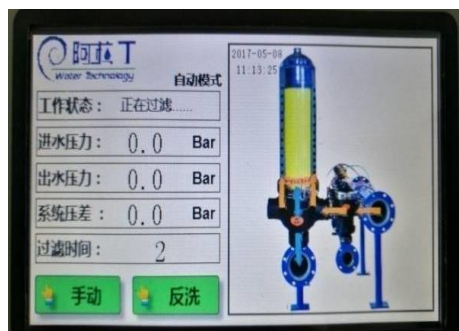 阿拉丁
Water Technology
自动模式
2017-05-08
11:13:25
工作状态： 正在过滤......
进水压力： 0.0 Bar
出水压力： 0.0 Bar
系统压差： 0.0 Bar
过滤时间： 2
手动
反洗